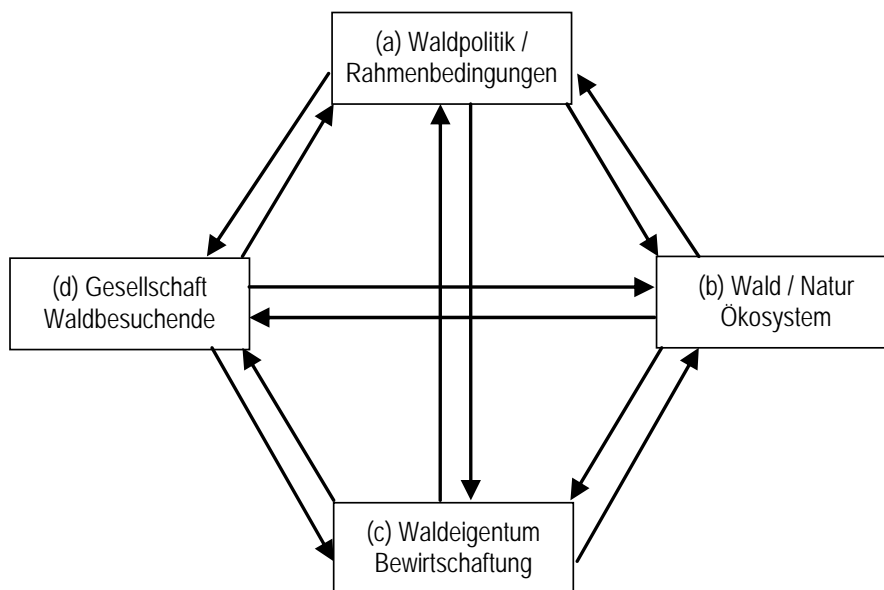 (a) Waldpolitik /
Rahmenbedingungen
(d) Gesellschaft
Waldbesuchende
(b) Wald / Natur
Ökosystem
(c) Waldeigentum
Bewirtschaftung